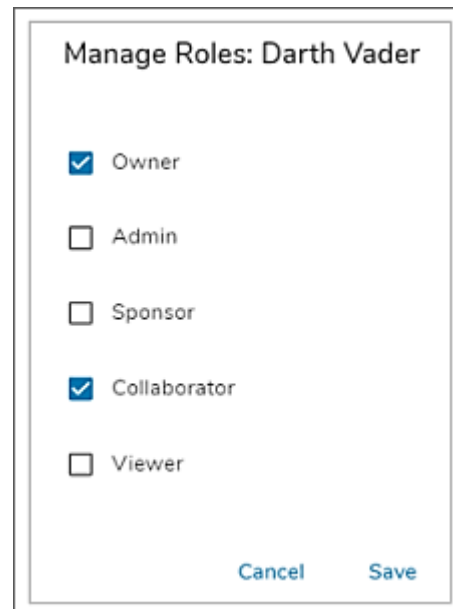 Manage Roles: Darth Vader
Owner
Admin
Sponsor
Collaborator
Viewer
Cancel Save